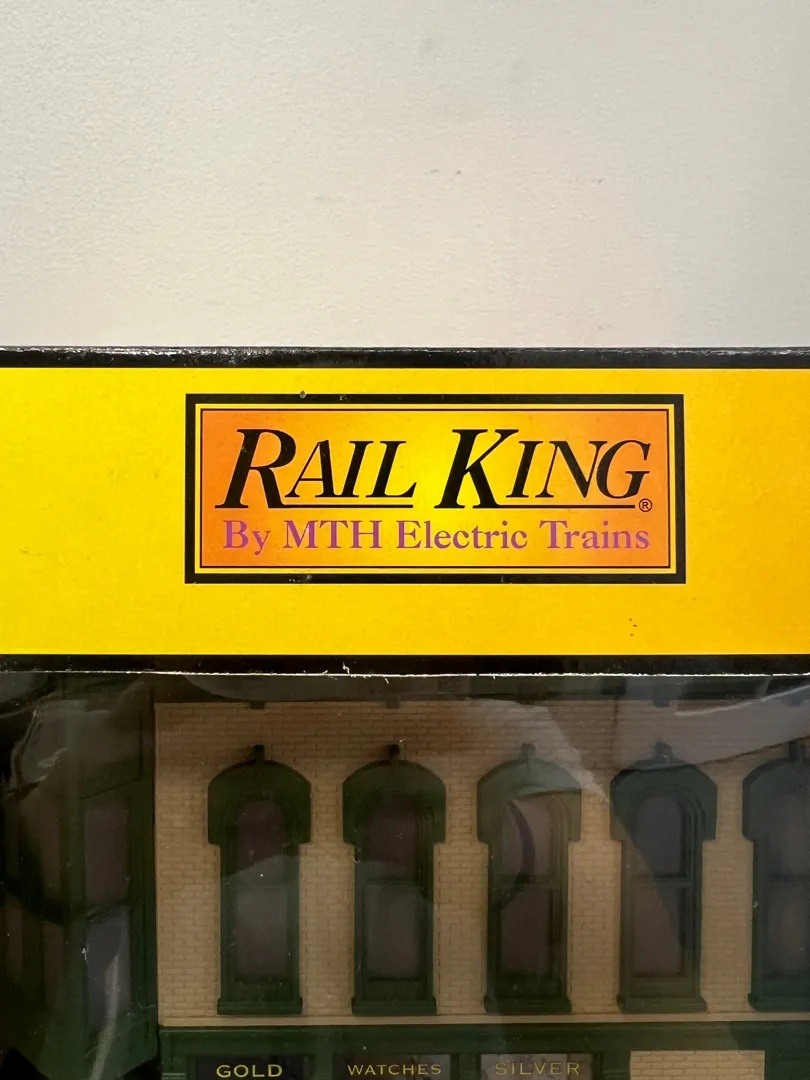 RAIL KING®
By MTH Electric Trains
GOLD WATCHES SILVER